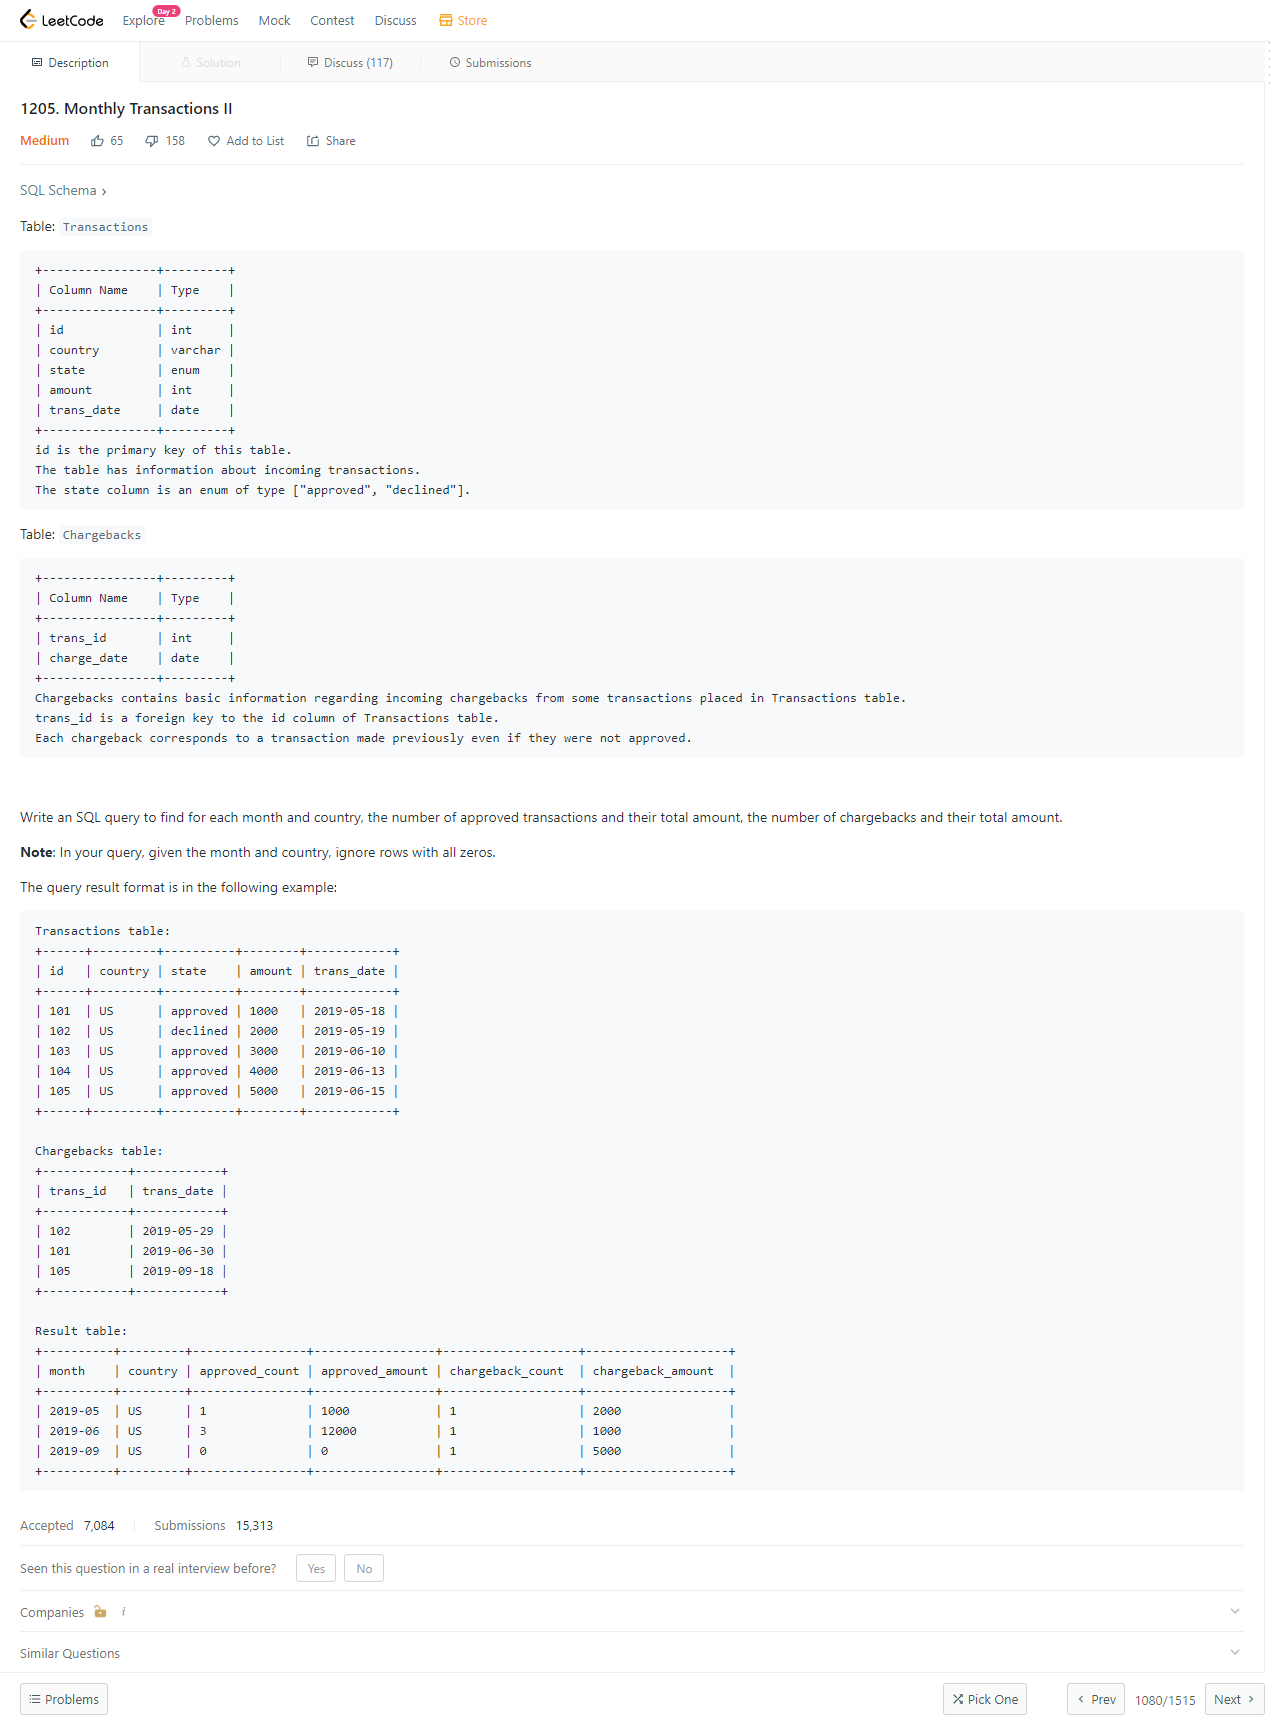 LeetCode Explore Day 2 Problems Mock Contest Discuss Store
Description Solution Discuss (117) Submissions
1205. Monthly Transactions II
Medium 65 158 Add to List Share
SQL Schema ›
Table: Transactions
+----------------+---------+
| Column Name    | Type    |
+----------------+---------+
| id             | int     |
| country        | varchar |
| state          | enum    |
| amount         | int     |
| trans_date     | date    |
+----------------+---------+
id is the primary key of this table.
The table has information about incoming transactions.
The state column is an enum of type ["approved", "declined"].
Table: Chargebacks
+----------------+---------+
| Column Name    | Type    |
+----------------+---------+
| trans_id       | int     |
| charge_date    | date    |
+----------------+---------+
Chargebacks contains basic information regarding incoming chargebacks from some transactions placed in Transactions table.
trans_id is a foreign key to the id column of Transactions table.
Each chargeback corresponds to a transaction made previously even if they were not approved.
Write an SQL query to find for each month and country, the number of approved transactions and their total amount, the number of chargebacks and their total amount.
Note: In your query, given the month and country, ignore rows with all zeros.
The query result format is in the following example:
Transactions table:
+------+---------+----------+--------+------------+
| id   | country | state    | amount | trans_date |
+------+---------+----------+--------+------------+
| 101  | US      | approved | 1000   | 2019-05-18 |
| 102  | US      | declined | 2000   | 2019-05-19 |
| 103  | US      | approved | 3000   | 2019-06-10 |
| 104  | US      | approved | 4000   | 2019-06-13 |
| 105  | US      | approved | 5000   | 2019-06-15 |
+------+---------+----------+--------+------------+
Chargebacks table:
+------------+------------+
| trans_id   | trans_date |
+------------+------------+
| 102        | 2019-05-29 |
| 101        | 2019-06-30 |
| 105        | 2019-09-18 |
+------------+------------+
Result table:
+----------+---------+----------------+-----------------+-------------------+--------------------+
| month    | country | approved_count | approved_amount | chargeback_count  | chargeback_amount  |
+----------+---------+----------------+-----------------+-------------------+--------------------+
| 2019-05  | US      | 1              | 1000            | 1                 | 2000               |
| 2019-06  | US      | 3              | 12000           | 1                 | 1000               |
| 2019-09  | US      | 0              | 0               | 1                 | 5000               |
+----------+---------+----------------+-----------------+-------------------+--------------------+
Accepted 7,084 Submissions 15,313
Seen this question in a real interview before? Yes No
Companies i
Similar Questions
Problems Pick One ‹ Prev 1080/1515 Next ›